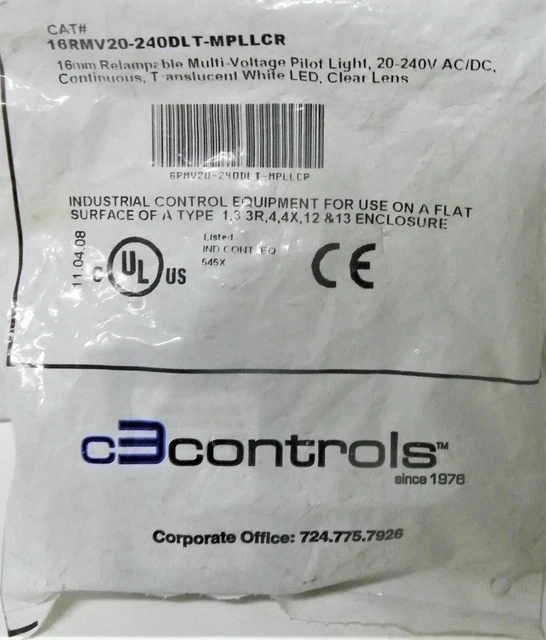 CAT#
16RMV20-240DLT-MPLLCR
16mm Relampable Multi-Voltage Pilot Light, 20-240V AC/DC,
Continuous, Translucent White LED, Clear Lens
6PMV20-240DLT-MPLLCR
INDUSTRIAL CONTROL EQUIPMENT FOR USE ON A FLAT
SURFACE OF A TYPE 1,3 3R,4,4X,12 &13 ENCLOSURE
11.04.08
C UL US
Listed
IND CONT EQ
545X
CE
c3controls™
since 1976
Corporate Office: 724.775.7926